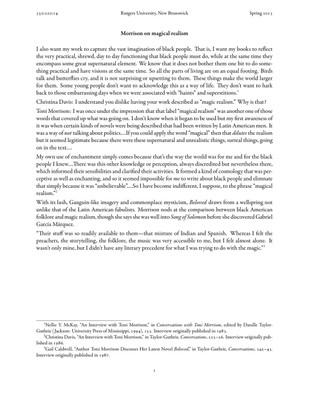 350:02014
Rutgers University, New Brunswick
Spring 2023
Morrison on magical realism
I also want my work to capture the vast imagination of black people. That is, I want my books to reflect
the very practical, shrewd, day to day functioning that black people must do, while at the same time they
encompass some great supernatural element. We know that it does not bother them one bit to do some-
thing practical and have visions at the same time. So all the parts of living are on an equal footing. Birds
talk and butterflies cry, and it is not surprising or upsetting to them. These things make the world larger
for them. Some young people don't want to acknowledge this as a way of life. They don't want to hark
back to those embarrassing days when we were associated with "haints" and superstitions.¹
Christina Davis: I understand you dislike having your work described as "magic realism." Why is that?
Toni Morrison: I was once under the impression that that label "magical realism" was another one of those
words that covered up what was going on. I don't know when it began to be used but my first awareness of
it was when certain kinds of novels were being described that had been written by Latin American men. It
was a way of not talking about politics....If you could apply the word "magical" then that dilutes the realism
but it seemed legitimate because there were these supernatural and unrealistic things, surreal things, going
on in the text....
My own use of enchantment simply comes because that's the way the world was for me and for the black
people I knew....There was this other knowledge or perception, always discredited but nevertheless there,
which informed their sensibilities and clarified their activities. It formed a kind of cosmology that was per-
ceptive as well as enchanting, and so it seemed impossible for me to write about black people and eliminate
that simply because it was "unbelievable"....So I have become indifferent, I suppose, to the phrase "magical
realism."²
With its lush, Gauguin-like imagery and commonplace mysticism, Beloved draws from a wellspring not
unlike that of the Latin American fabulists. Morrison nods at the comparison between black American
folklore and magic realism, though she says she was well into Song of Solomon before she discovered Gabriel
García Márquez.
"Their stuff was so readily available to them—that mixture of Indian and Spanish. Whereas I felt the
preachers, the storytelling, the folklore, the music was very accessible to me, but I felt almost alone. It
wasn't only mine, but I didn't have any literary precedent for what I was trying to do with the magic."³
¹Nellie Y. McKay, "An Interview with Toni Morrison," in Conversations with Toni Morrison, edited by Danille Taylor-
Guthrie (Jackson: University Press of Mississippi, 1994), 153. Interview originally published in 1983.
²Christina Davis, "An Interview with Toni Morrison," in Taylor-Guthrie, Conversations, 225–26. Interview originally pub-
lished in 1986.
³Gail Caldwell, "Author Toni Morrison Discusses Her Latest Novel Beloved," in Taylor-Guthrie, Conversations, 242–43.
Interview originally published in 1987.
1